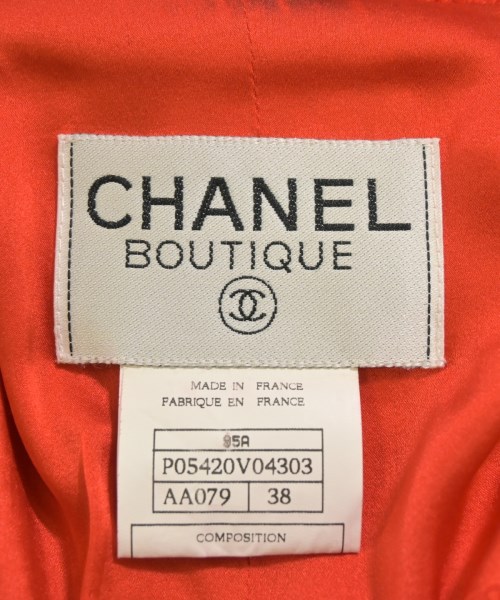 CHANEL
BOUTIQUE
MADE IN FRANCE
FABRIQUE EN FRANCE
95A
P05420V04303
AA079 38
COMPOSITION